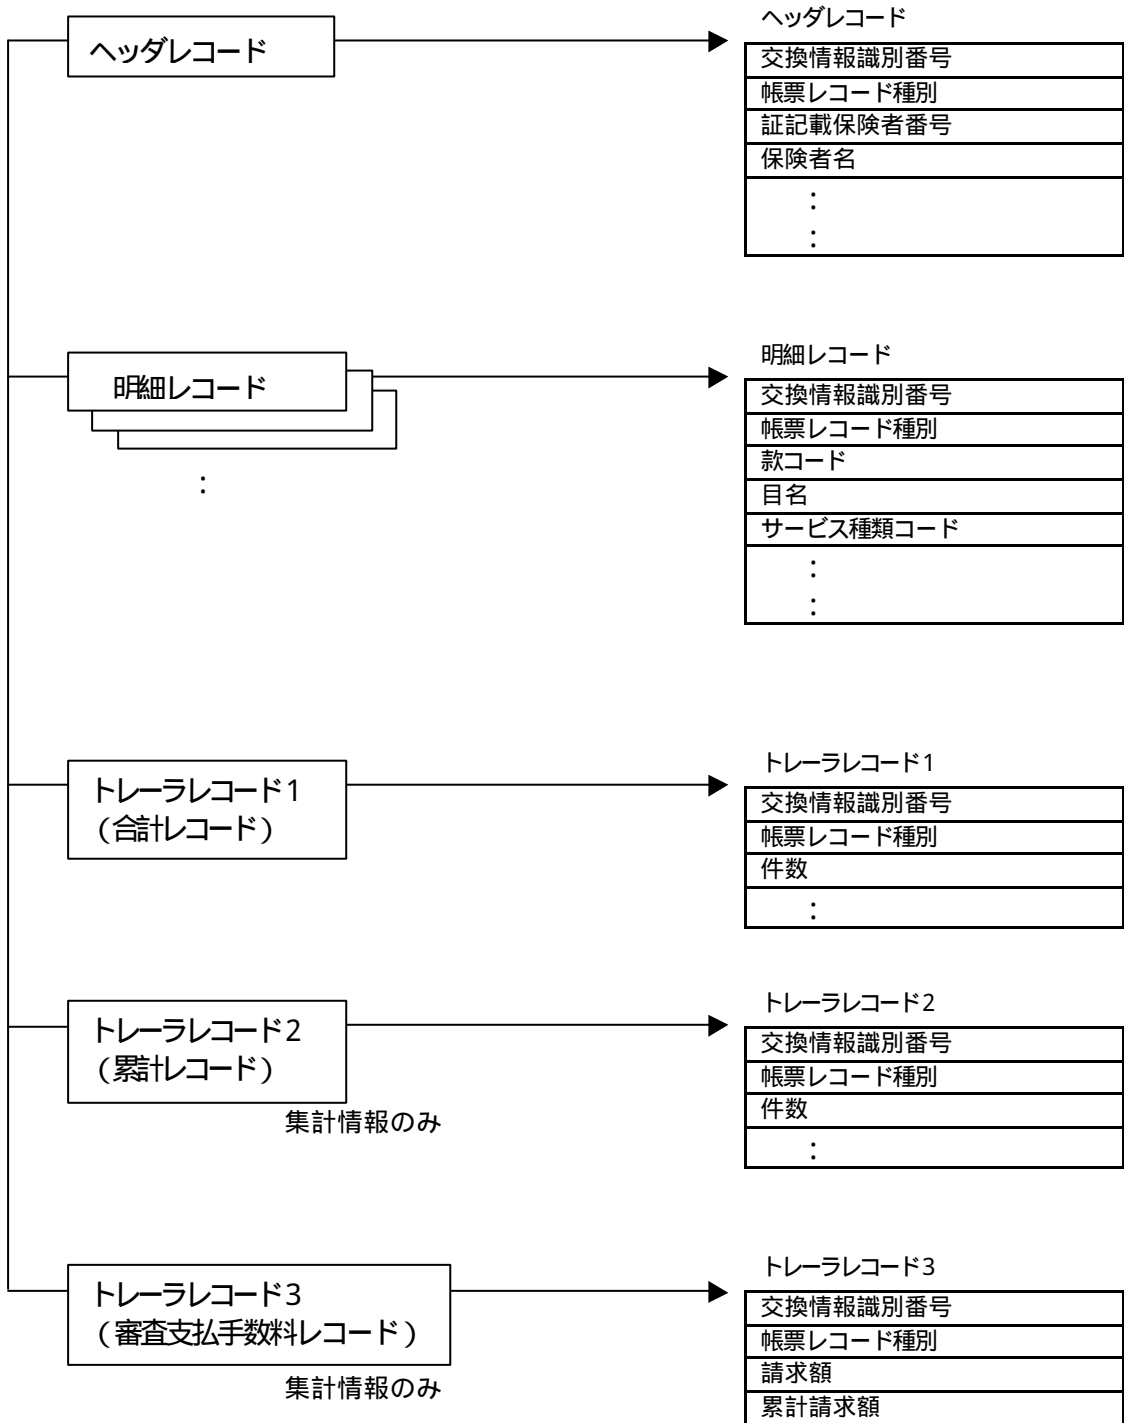 ヘッダレコード
ヘッダレコード
交換情報識別番号
帳票レコード種別
証記載保険者番号
保険者名
:
:
明細レコード
:
明細レコード
交換情報識別番号
帳票レコード種別
款コード
目名
サービス種類コード
:
:
トレーラレコード1
（合計レコード）
トレーラレコード1
交換情報識別番号
帳票レコード種別
件数
:
トレーラレコード2
（累計レコード）
集計情報のみ
トレーラレコード2
交換情報識別番号
帳票レコード種別
件数
:
トレーラレコード3
（審査支払手数料レコード）
集計情報のみ
トレーラレコード3
交換情報識別番号
帳票レコード種別
請求額
累計請求額